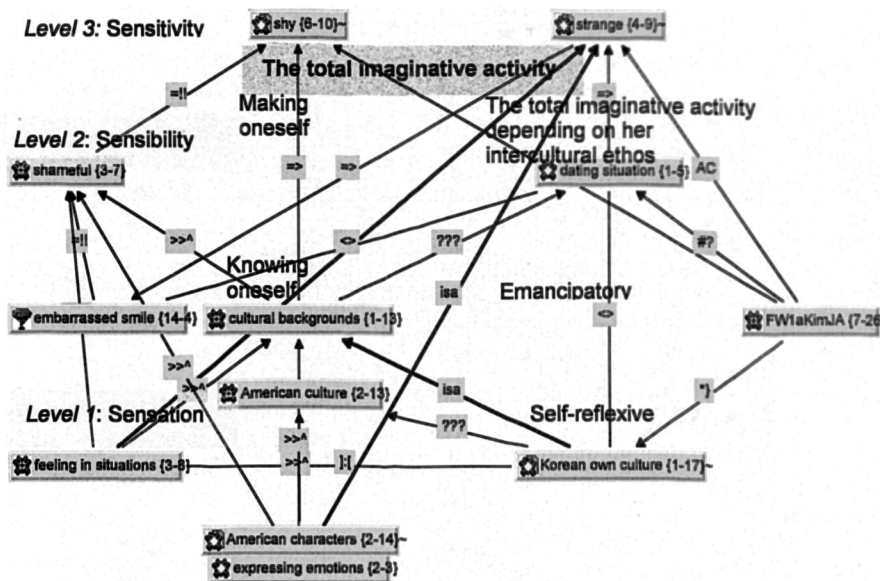 Level 3: Sensitivity
shy {6-10}~
strange {4-9}~
The total imaginative activity
=!!
Making
oneself
=>
The total imaginative activity
depending on her
intercultural ethos
Level 2: Sensibility
shameful {3-7}
=>
=>
dating situation {1-5}
AC
=!!
>>^
<>
???
#?
Knowing
oneself
isa
Emancipatory
embarrassed smile {14-4}
cultural backgrounds {1-13}
<>
FW1aKimJA {7-26
>>^
>>^
American culture {2-13}
isa
*}
Level 1: Sensation
???
Self-reflexive
>>^
feeling in situations {3-8}
>>^
]:[
Korean own culture {1-17}~
American characters {2-14}~
expressing emotions {2-3}